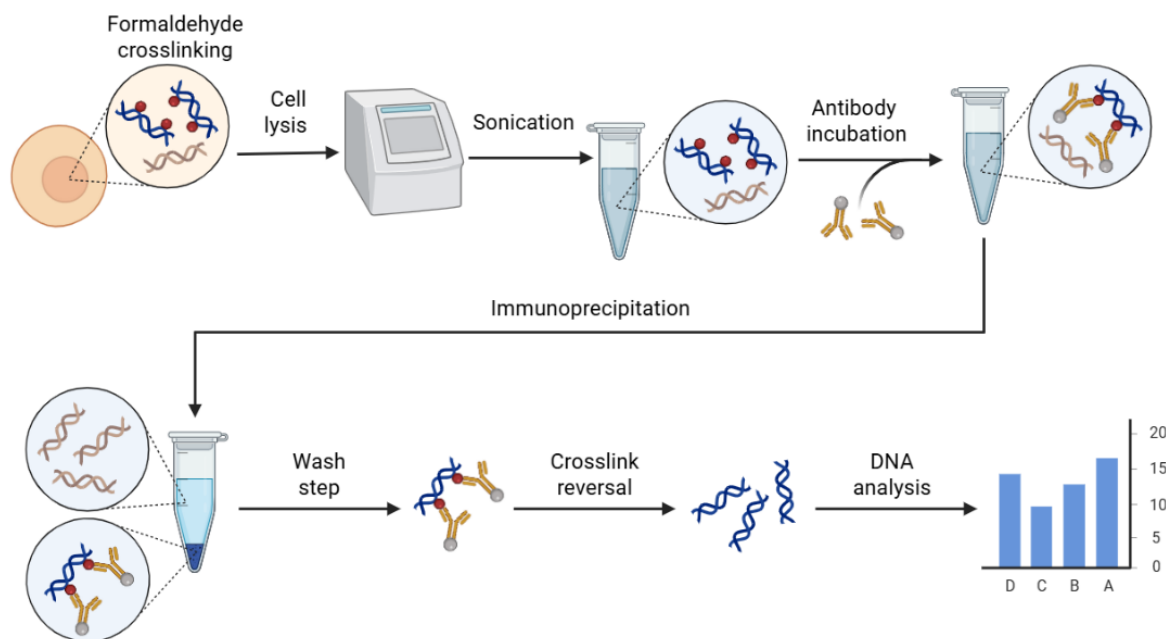 Formaldehyde
crosslinking
Cell
lysis
Sonication
Antibody
incubation
Immunoprecipitation
Wash
step
Crosslink
reversal
DNA
analysis
20
15
10
5
0
D C B A